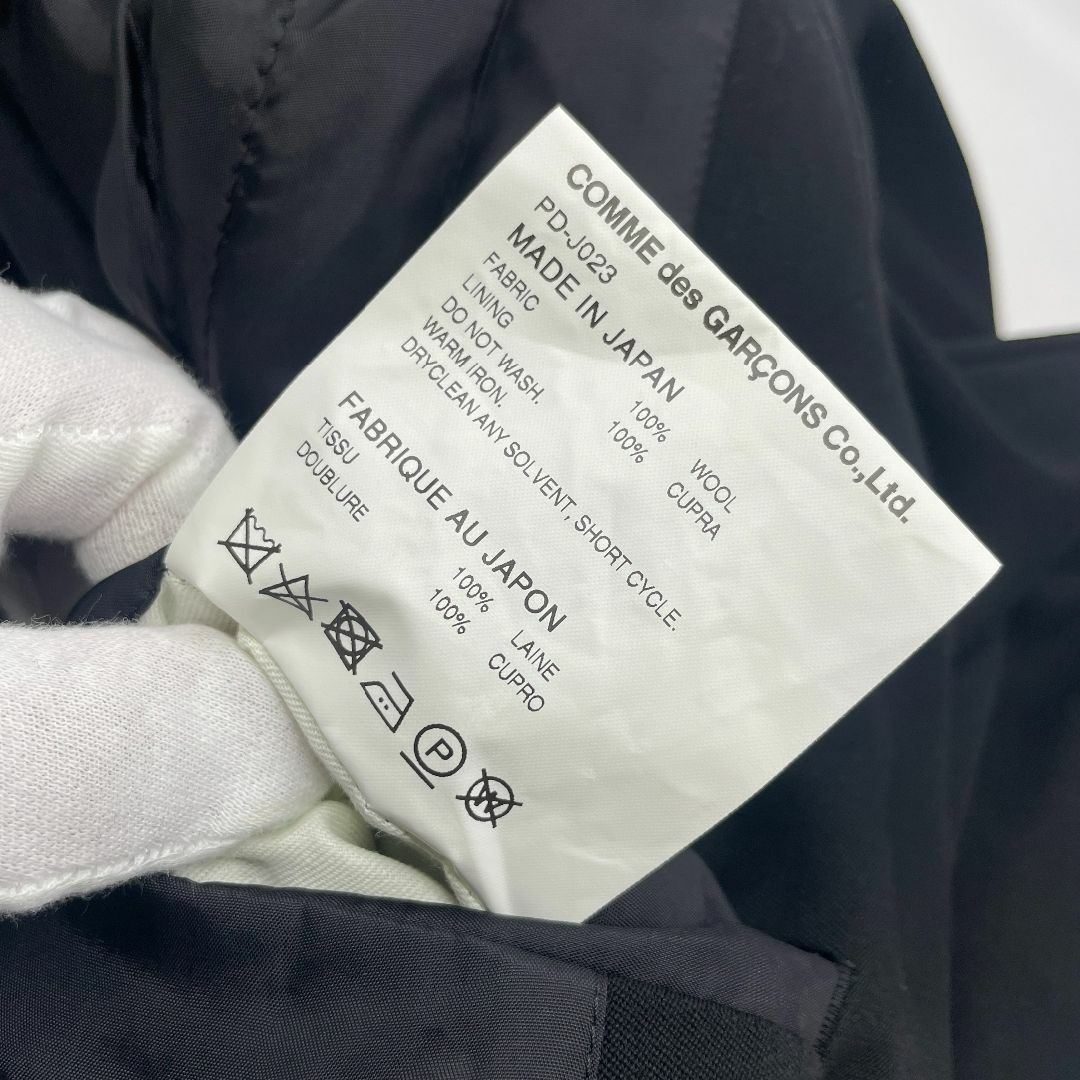 COMME des GARÇONS Co.,Ltd.
PD-J023
MADE IN JAPAN
FABRIC 100% WOOL
LINING 100% CUPRA
DO NOT WASH.
WARM IRON.
DRYCLEAN ANY SOLVENT, SHORT CYCLE.
FABRIQUE AU JAPON
TISSU 100% LAINE
DOUBLURE 100% CUPRO
P
W